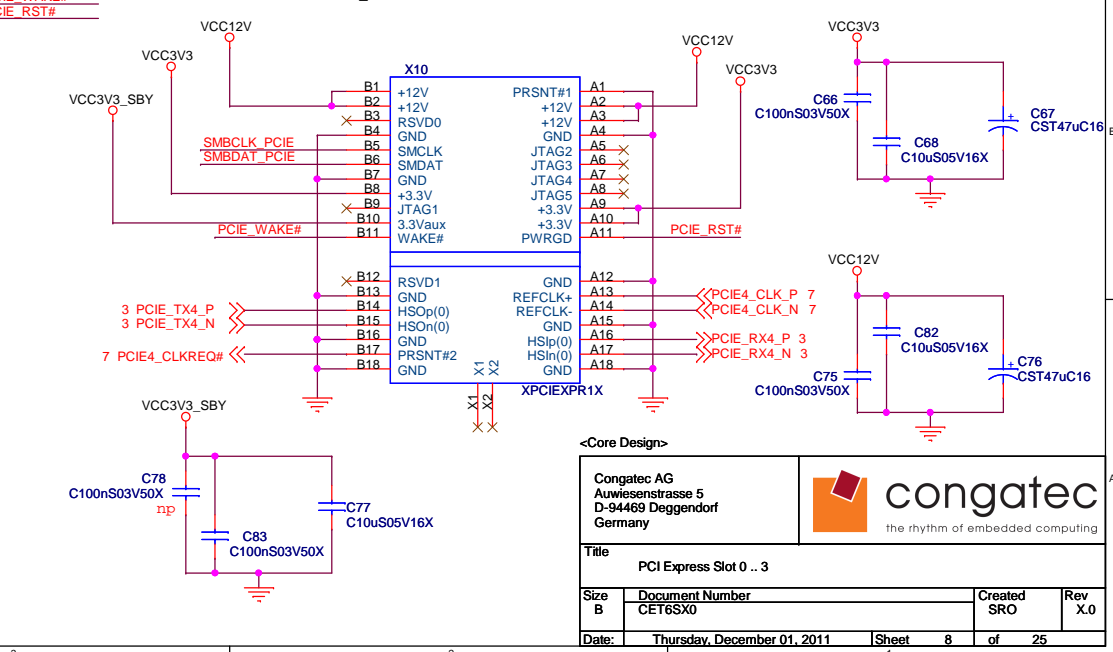 CIE_RST#
VCC12V
VCC3V3
VCC3V3_SBY
X10
B1 +12V PRSNT#1 A1
B2 +12V +12V A2
B3 RSVD0 +12V A3
B4 GND GND A4
SMBCLK_PCIE B5 SMCLK JTAG2 A5
SMBDAT_PCIE B6 SMDAT JTAG3 A6
B7 GND JTAG4 A7
B8 +3.3V JTAG5 A8
B9 JTAG1 +3.3V A9
B10 3.3Vaux +3.3V A10
PCIE_WAKE# B11 WAKE# PWRGD A11 PCIE_RST#
B12 RSVD1 GND A12
B13 GND REFCLK+ A13 PCIE4_CLK_P 7
3 PCIE_TX4_P B14 HSOp(0) REFCLK- A14 PCIE4_CLK_N 7
3 PCIE_TX4_N B15 HSOn(0) GND A15
B16 GND HSIp(0) A16 PCIE_RX4_P 3
7 PCIE4_CLKREQ# B17 PRSNT#2 HSIn(0) A17 PCIE_RX4_N 3
B18 GND GND A18
X1 X2
XPCIEXPR1X
X1 X2
VCC12V
VCC3V3
VCC3V3
C66
C100nS03V50X
C68
C10uS05V16X
+
C67
CST47uC16
VCC12V
C82
C10uS05V16X
C75
C100nS03V50X
+
C76
CST47uC16
VCC3V3_SBY
C78
C100nS03V50X
np
C83
C100nS03V50X
C77
C10uS05V16X
<Core Design>
Congatec AG
Auwiesenstrasse 5
D-94469 Deggendorf
Germany
congatec
the rhythm of embedded computing
Title
PCI Express Slot 0 .. 3
Size Document Number Created Rev
B CET6SX0 SRO X.0
Date: Thursday, December 01, 2011 Sheet 8 of 25